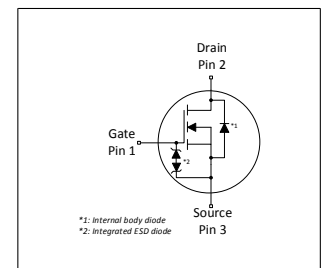 Drain
Pin 2
*1
Gate
Pin 1
*2
*1: Internal body diode
*2: Integrated ESD diode
Source
Pin 3